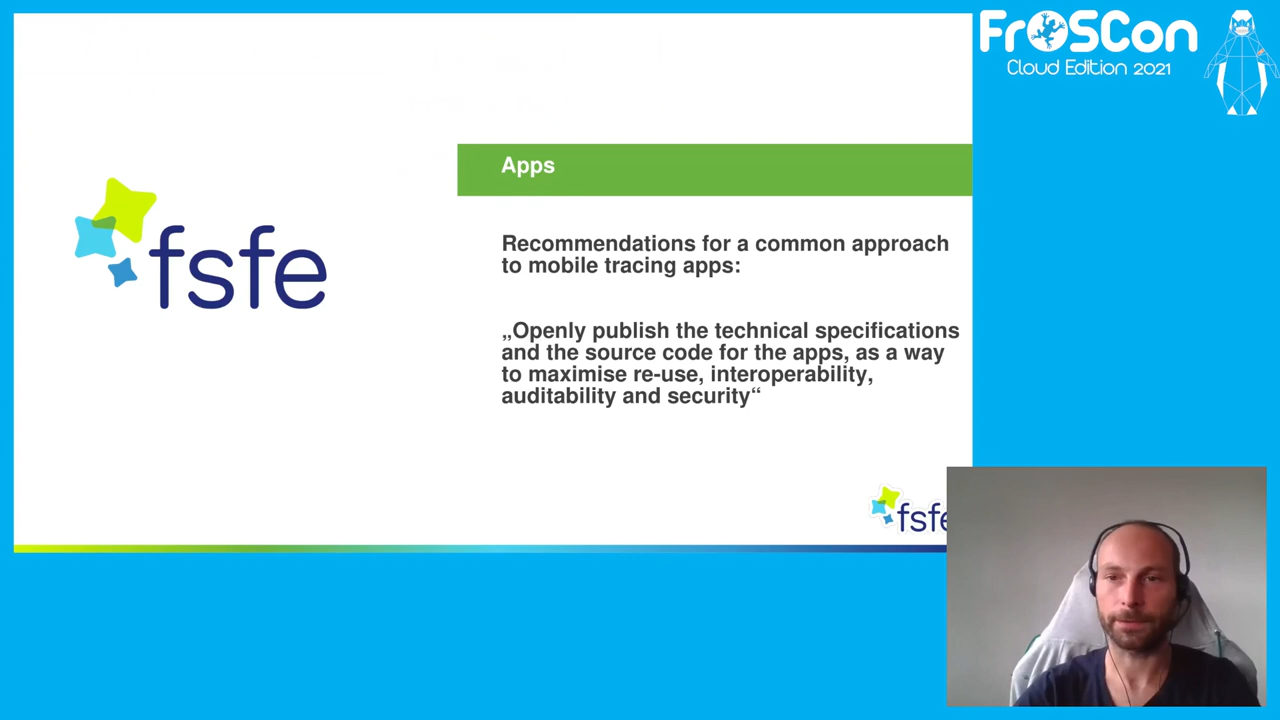 FrOSCon
Cloud Edition 2021
Apps
fsfe
Recommendations for a common approach
to mobile tracing apps:
„Openly publish the technical specifications
and the source code for the apps, as a way
to maximise re-use, interoperability,
auditability and security“
fsfe